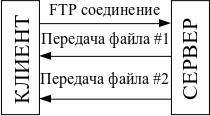 КЛИЕНТ
FTP соединение
Передача файла #1
Передача файла #2
СЕРВЕР